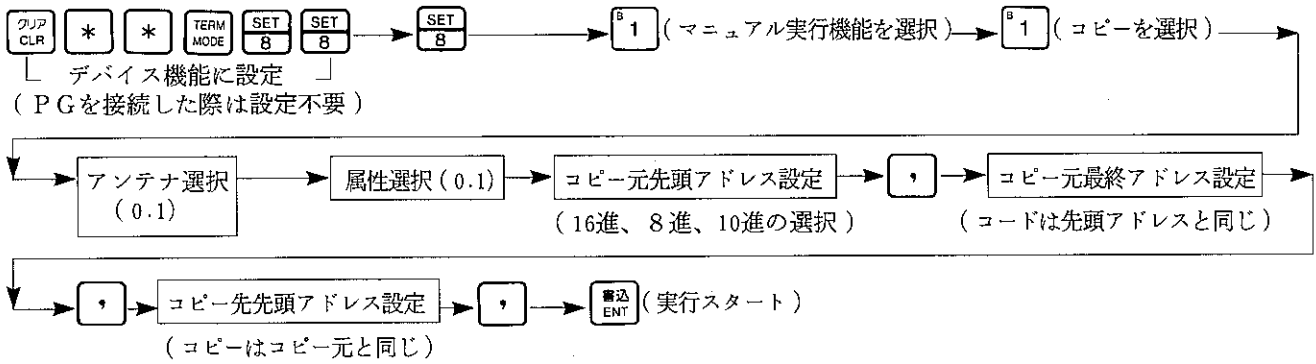 クリア CLR ＊ ＊ TERM MODE SET 8 SET 8 SET 8 B 1 (マニュアル実行機能を選択) B 1 (コピーを選択)
デバイス機能に設定
(PGを接続した際は設定不要)
アンテナ選択 (0.1) 属性選択(0.1) コピー元先頭アドレス設定 , コピー元最終アドレス設定
(16進、8進、10進の選択) (コードは先頭アドレスと同じ)
, コピー先先頭アドレス設定 , 書込 ENT (実行スタート)
(コピーはコピー元と同じ)